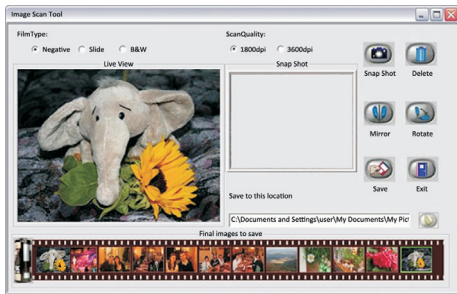 Image Scan Tool
FilmType:
Negative Slide B&W
ScanQuality:
1800dpi 3600dpi
Live View
Snap Shot
Snap Shot Delete
Mirror Rotate
Save Exit
Save to this location
C:\Documents and Settings\user\My Documents\My Pict
Final images to save